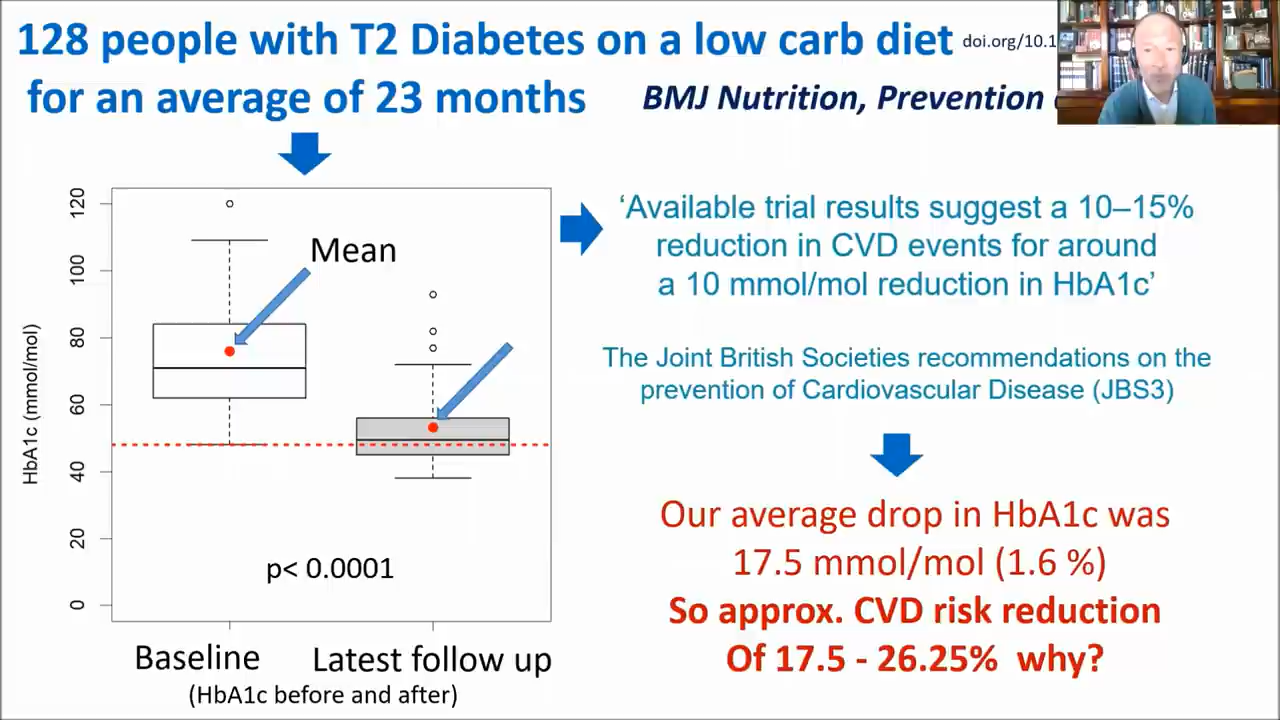 128 people with T2 Diabetes on a low carb diet
for an average of 23 months
doi.org/10.1
BMJ Nutrition, Prevention
120
100
80
60
40
20
0
HbA1c (mmol/mol)
Mean
p< 0.0001
Baseline
Latest follow up
(HbA1c before and after)
‘Available trial results suggest a 10–15%
reduction in CVD events for around
a 10 mmol/mol reduction in HbA1c’
The Joint British Societies recommendations on the
prevention of Cardiovascular Disease (JBS3)
Our average drop in HbA1c was
17.5 mmol/mol (1.6 %)
So approx. CVD risk reduction
Of 17.5 - 26.25% why?